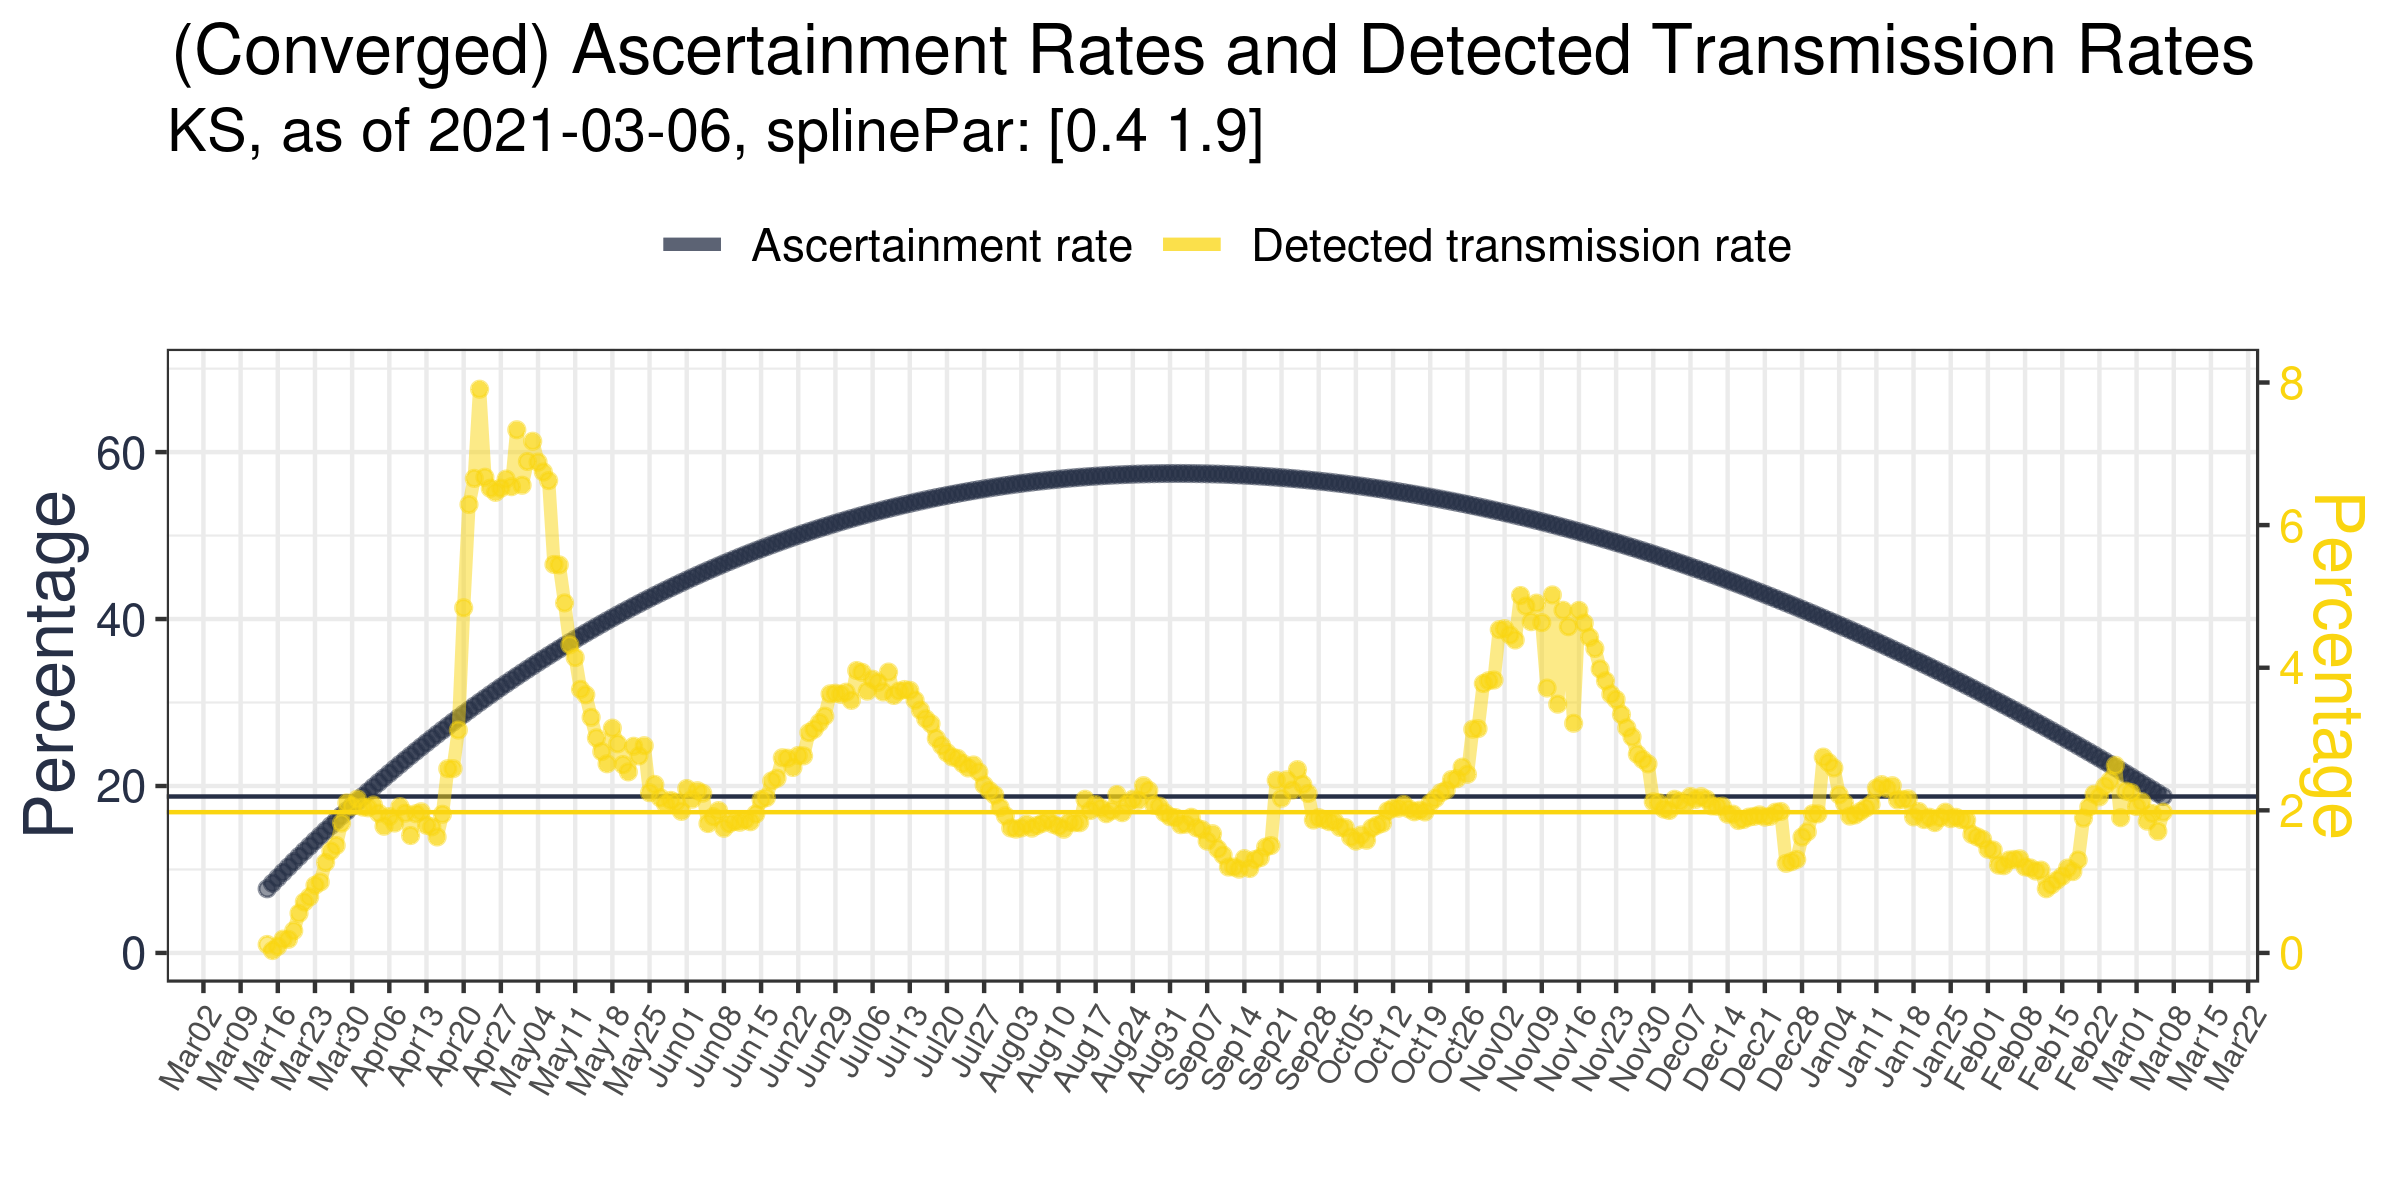 (Converged) Ascertainment Rates and Detected Transmission Rates
KS, as of 2021-03-06, splinePar: [0.4 1.9]
Ascertainment rate
Detected transmission rate
Percentage
60
40
20
0
8
6
4
2
0
Percentage
Mar02
Mar09
Mar16
Mar23
Mar30
Apr06
Apr13
Apr20
Apr27
May04
May11
May18
May25
Jun01
Jun08
Jun15
Jun22
Jun29
Jul06
Jul13
Jul20
Jul27
Aug03
Aug10
Aug17
Aug24
Aug31
Sep07
Sep14
Sep21
Sep28
Oct05
Oct12
Oct19
Oct26
Nov02
Nov09
Nov16
Nov23
Nov30
Dec07
Dec14
Dec21
Dec28
Dec04
Jan04
Jan11
Jan18
Jan25
Feb01
Feb08
Feb15
Feb22
Mar01
Mar08
Mar15
Mar22